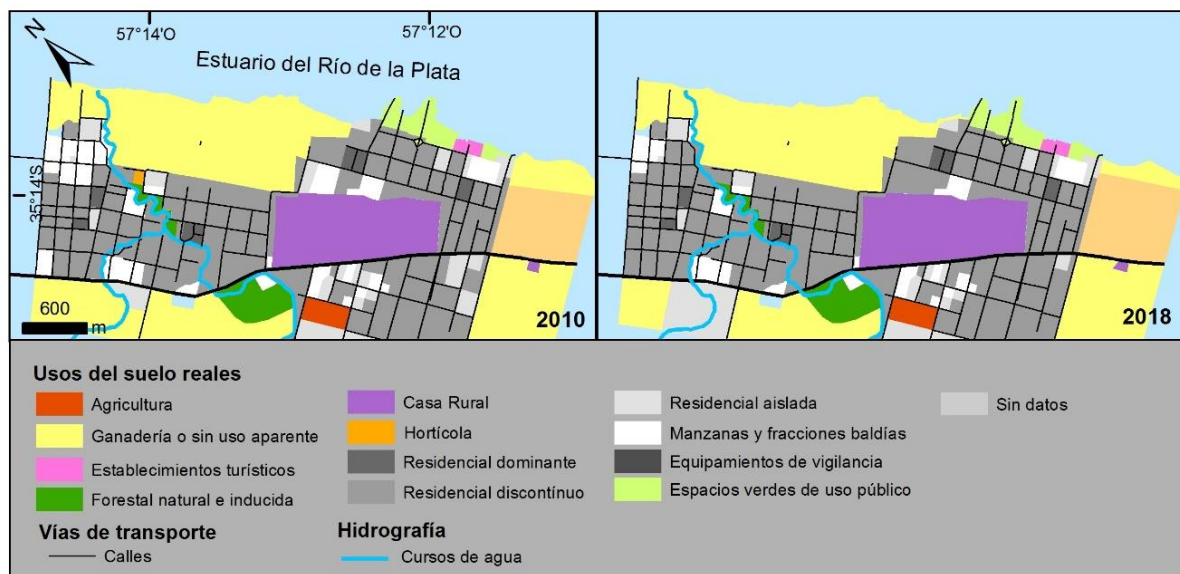 N
57°14'O
57°12'O
Estuario del Río de la Plata
35°14'S
600
m
2010
2018
Usos del suelo reales
Agricultura
Ganadería o sin uso aparente
Establecimientos turísticos
Forestal natural e inducida
Casa Rural
Hortícola
Residencial dominante
Residencial discontínuo
Residencial aislada
Manzanas y fracciones baldías
Equipamientos de vigilancia
Espacios verdes de uso público
Sin datos
Vías de transporte
Calles
Hidrografía
Cursos de agua